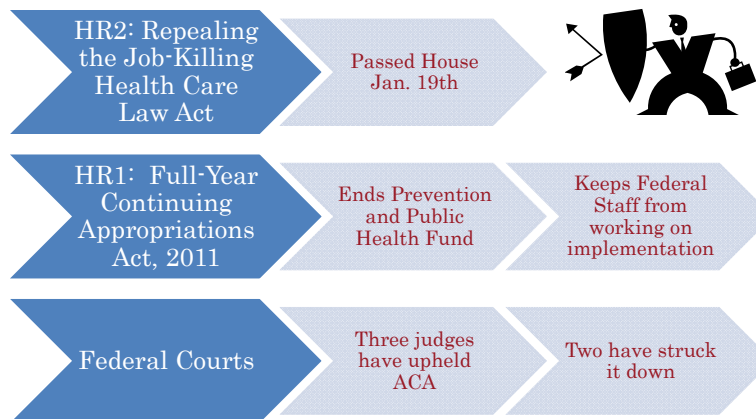 HR2: Repealing
the Job-Killing
Health Care
Law Act
Passed House
Jan. 19th
HR1:  Full-Year
Continuing
Appropriations
Act, 2011
Ends Prevention
and Public
Health Fund
Keeps Federal
Staff from
working on
implementation
Federal Courts
Three judges
have upheld
ACA
Two have struck
it down